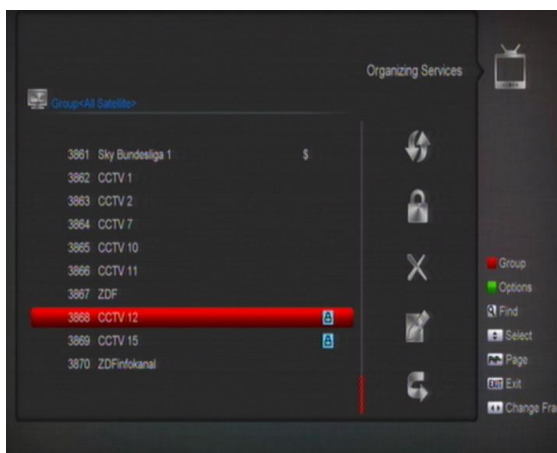 Organizing Services
Group<All Satellite>
3861 Sky Bundesliga 1 $
3862 CCTV 1
3863 CCTV 2
3864 CCTV 7
3865 CCTV 10
3866 CCTV 11
3867 ZDF
3868 CCTV 12
3869 CCTV 15
3870 ZDFinfokanal
Group
Options
Find
Select
Page
EXIT Exit
Change Fra